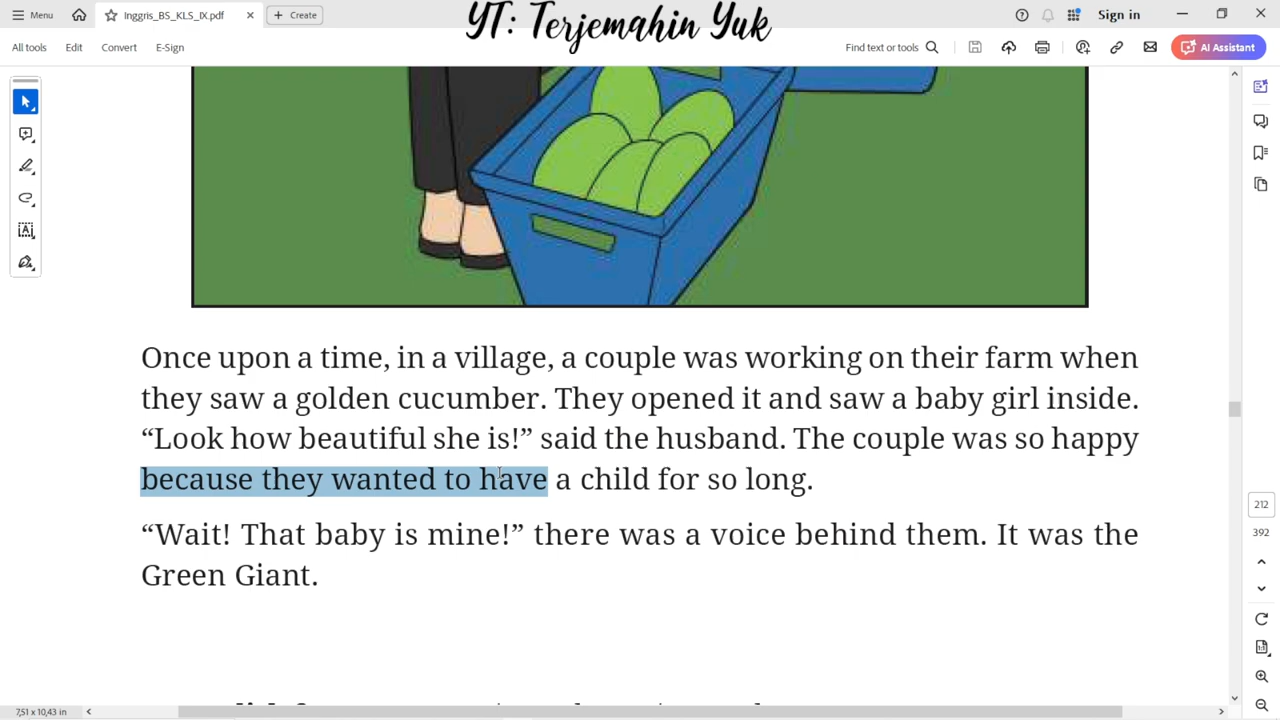 Menu
Inggris_BS_KLS_IX.pdf
Create
YT: Terjemahin Yuk
Sign in
All tools
Edit
Convert
E-Sign
Find text or tools
AI Assistant
Once upon a time, in a village, a couple was working on their farm when
they saw a golden cucumber. They opened it and saw a baby girl inside.
“Look how beautiful she is!” said the husband. The couple was so happy
because they wanted to have a child for so long.
“Wait! That baby is mine!” there was a voice behind them. It was the
Green Giant.
212
392
7,51 x 10,43 in